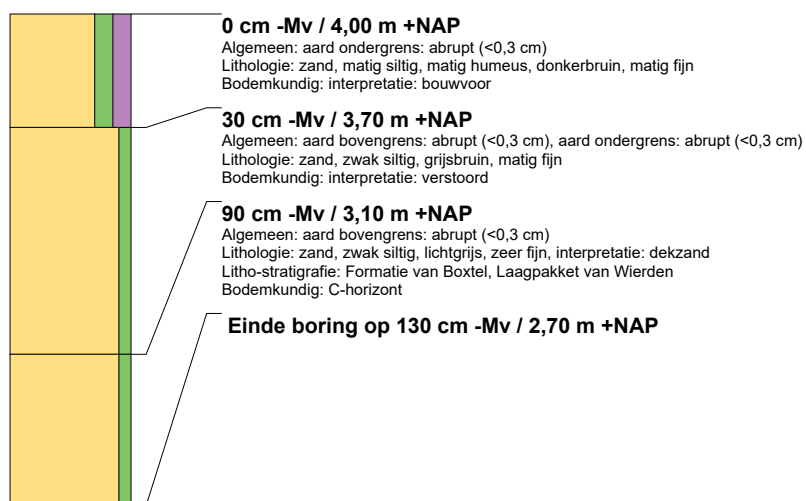 0 cm -Mv / 4,00 m +NAP
Algemeen: aard ondergrens: abrupt (<0,3 cm)
Lithologie: zand, matig siltig, matig humeus, donkerbruin, matig fijn
Bodemkundig: interpretatie: bouwvoor
30 cm -Mv / 3,70 m +NAP
Algemeen: aard bovengrens: abrupt (<0,3 cm), aard ondergrens: abrupt (<0,3 cm)
Lithologie: zand, zwak siltig, grijsbruin, matig fijn
Bodemkundig: interpretatie: verstoord
90 cm -Mv / 3,10 m +NAP
Algemeen: aard bovengrens: abrupt (<0,3 cm)
Lithologie: zand, zwak siltig, lichtgrijs, zeer fijn, interpretatie: dekzand
Litho-stratigrafie: Formatie van Boxtel, Laagpakket van Wierden
Bodemkundig: C-horizont
Einde boring op 130 cm -Mv / 2,70 m +NAP